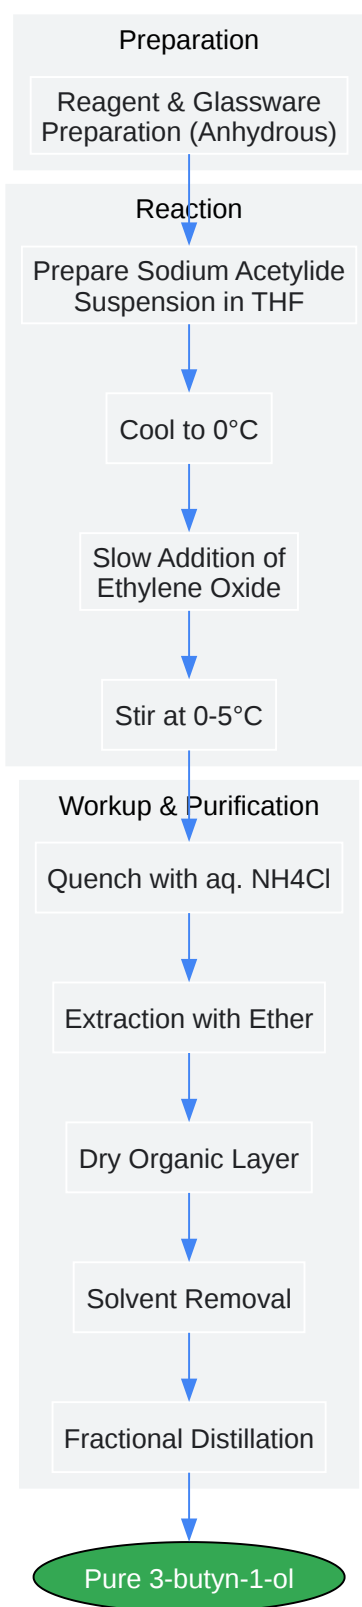 Preparation
Reagent & Glassware
Preparation (Anhydrous)
Reaction
Prepare Sodium Acetylide
Suspension in THF
Cool to 0°C
Slow Addition of
Ethylene Oxide
Stir at 0-5°C
Workup & Purification
Quench with aq. NH4Cl
Extraction with Ether
Dry Organic Layer
Solvent Removal
Fractional Distillation
Pure 3-butyn-1-ol